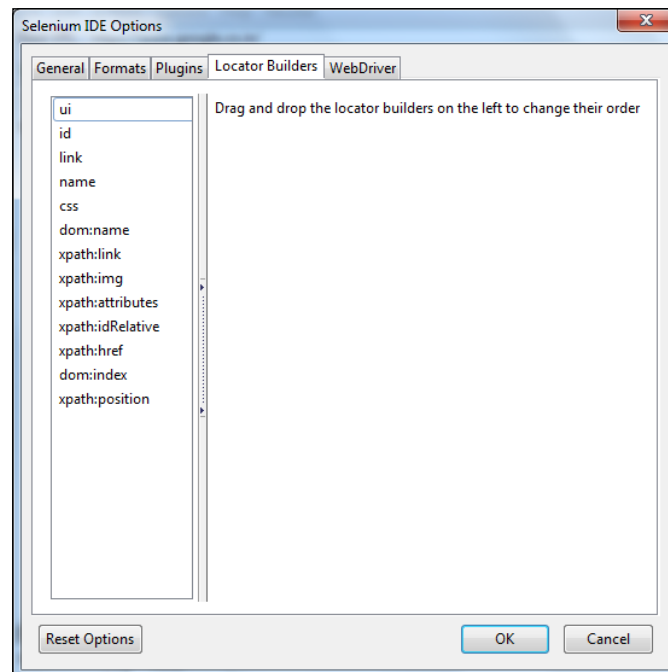 Selenium IDE Options
General Formats Plugins Locator Builders WebDriver
ui
Drag and drop the locator builders on the left to change their order
id
link
name
css
dom:name
xpath:link
xpath:img
xpath:attributes
xpath:idRelative
xpath:href
dom:index
xpath:position
Reset Options OK Cancel